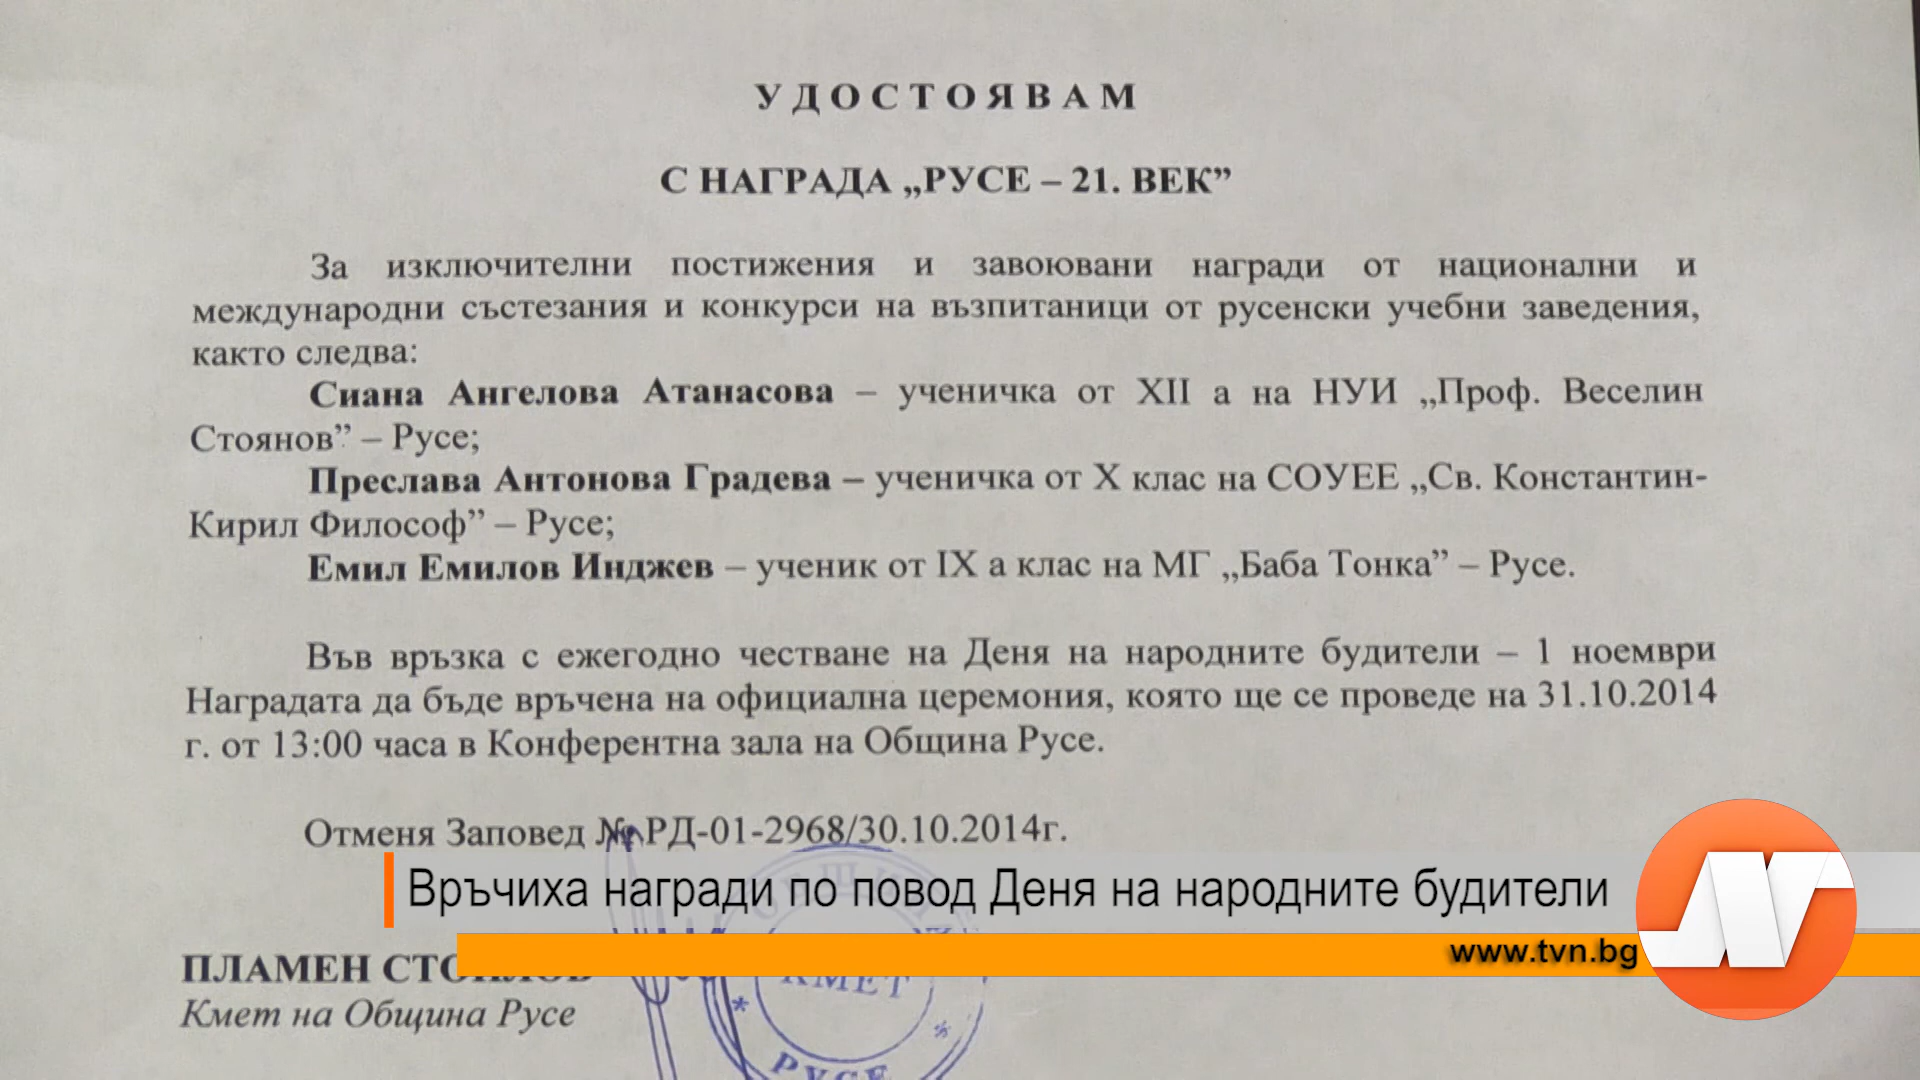 УДОСТОЯВАМ
С НАГРАДА „РУСЕ – 21. ВЕК”
За изключителни постижения и завоювани награди от национални и
международни състезания и конкурси на възпитаници от русенски учебни заведения,
както следва:
Сиана Ангелова Атанасова – ученичка от XII а на НУИ „Проф. Веселин
Стоянов” – Русе;
Преслава Антонова Градева – ученичка от X клас на СОУЕЕ „Св. Константин-
Кирил Философ” – Русе;
Емил Емилов Инджев – ученик от IX а клас на МГ „Баба Тонка” – Русе.
Във връзка с ежегодно честване на Деня на народните будители – 1 ноември
Наградата да бъде връчена на официална церемония, която ще се проведе на 31.10.2014
г. от 13:00 часа в Конферентна зала на Община Русе.
Отменя Заповед № РД-01-2968/30.10.2014г.
Връчиха награди по повод Деня на народните будители
www.tvn.bg
ПЛАМЕН
Кмет на Община Русе
КМЕТ
РУСЕ